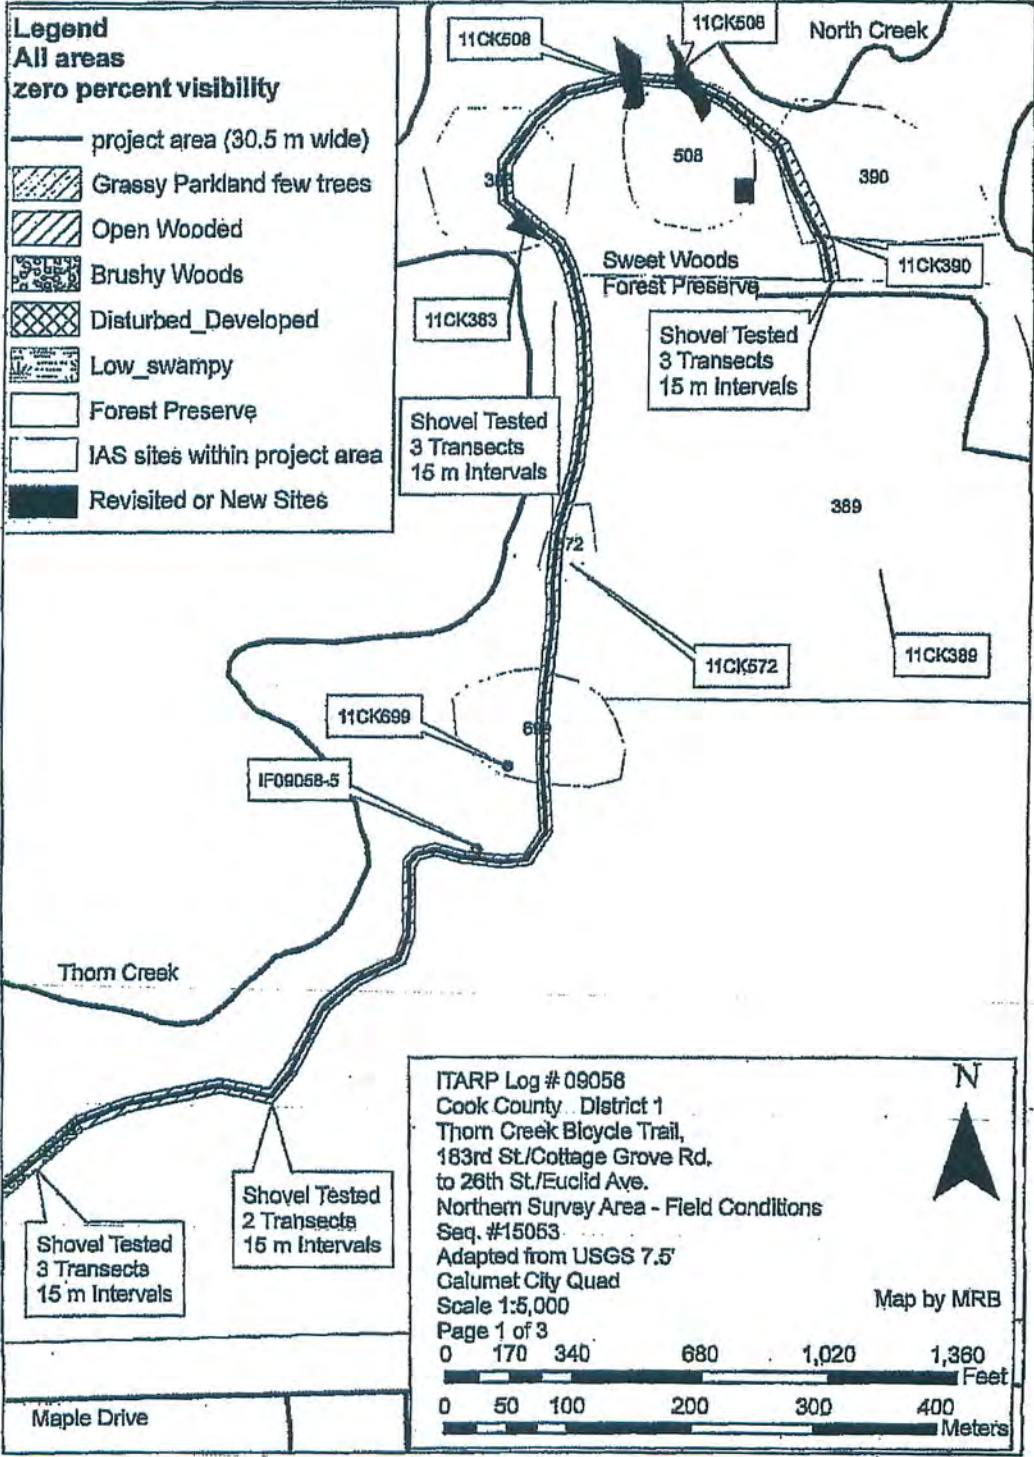 Legend
All areas
zero percent visibility
project area (30.5 m wide)
Grassy Parkland few trees
Open Wooded
Brushy Woods
Disturbed_Developed
Low_swampy
Forest Preserve
IAS sites within project area
Revisited or New Sites
11CK508
11CK508
North Creek
508
390
Sweet Woods
Forest Preserve
11CK390
11CK383
Shovel Tested
3 Transects
15 m Intervals
Shovel Tested
3 Transects
15 m Intervals
389
72
11CK572
11CK389
11CK699
699
IF09058-5
Thorn Creek
Shovel Tested
2 Transects
15 m Intervals
Shovel Tested
3 Transects
15 m Intervals
Maple Drive
ITARP Log # 09058
Cook County District 1
Thorn Creek Bicycle Trail,
183rd St./Cottage Grove Rd.
to 26th St./Euclid Ave.
Northern Survey Area - Field Conditions
Seq. #15053
Adapted from USGS 7.5'
Calumet City Quad
Scale 1:5,000
Page 1 of 3
N
Map by MRB
0 170 340 680 1,020 1,360
Feet
0 50 100 200 300 400
Meters